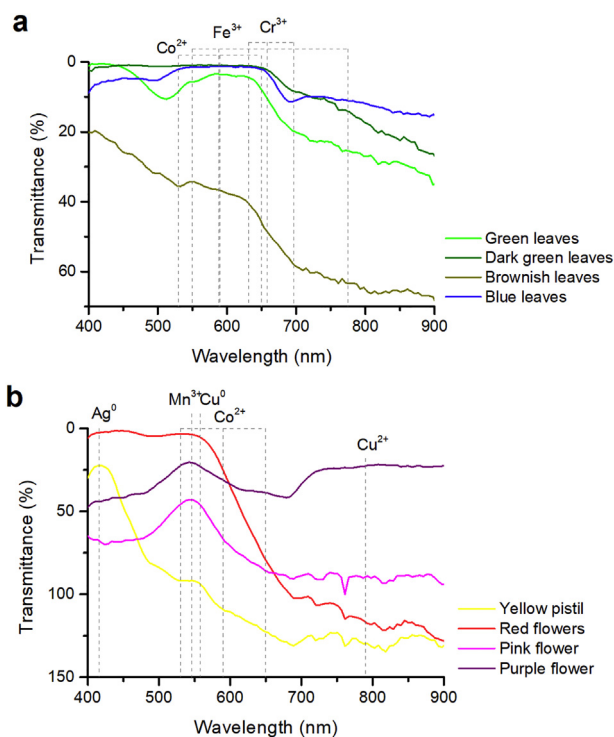 a
Co2+
Fe3+
Cr3+
0
20
40
60
Transmittance (%)
400 500 600 700 800 900
Wavelength (nm)
Green leaves
Dark green leaves
Brownish leaves
Blue leaves
b
Ag0
Mn3+
Cu0
Co2+
Cu2+
0
50
100
150
Transmittance (%)
400 500 600 700 800 900
Wavelength (nm)
Yellow pistil
Red flowers
Pink flower
Purple flower